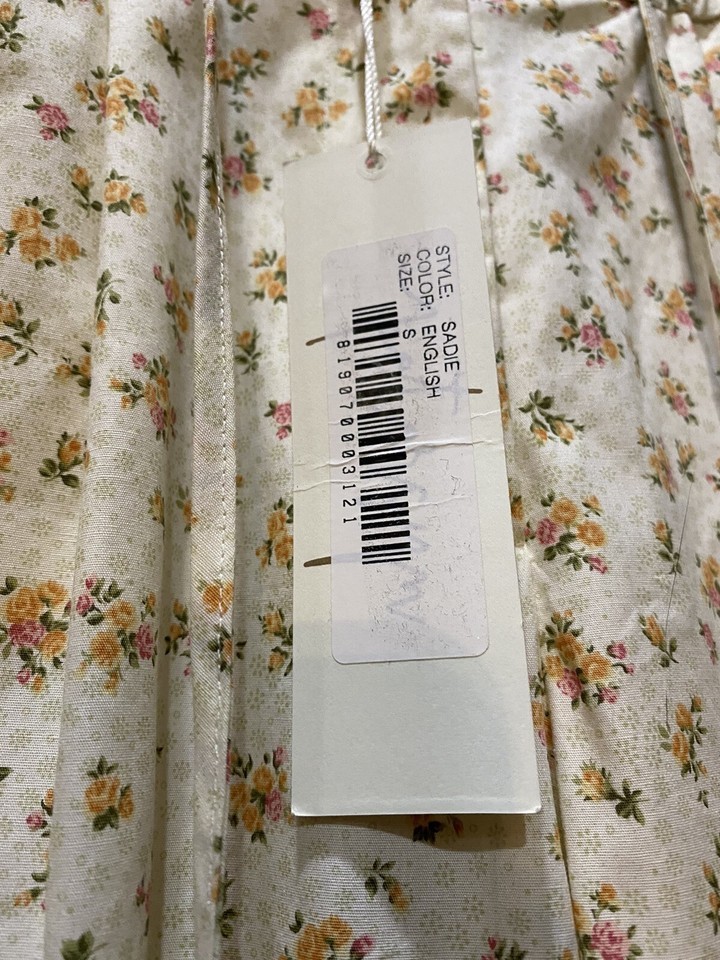 STYLE: SADIE
COLOR: ENGLISH
SIZE: S
819070003121